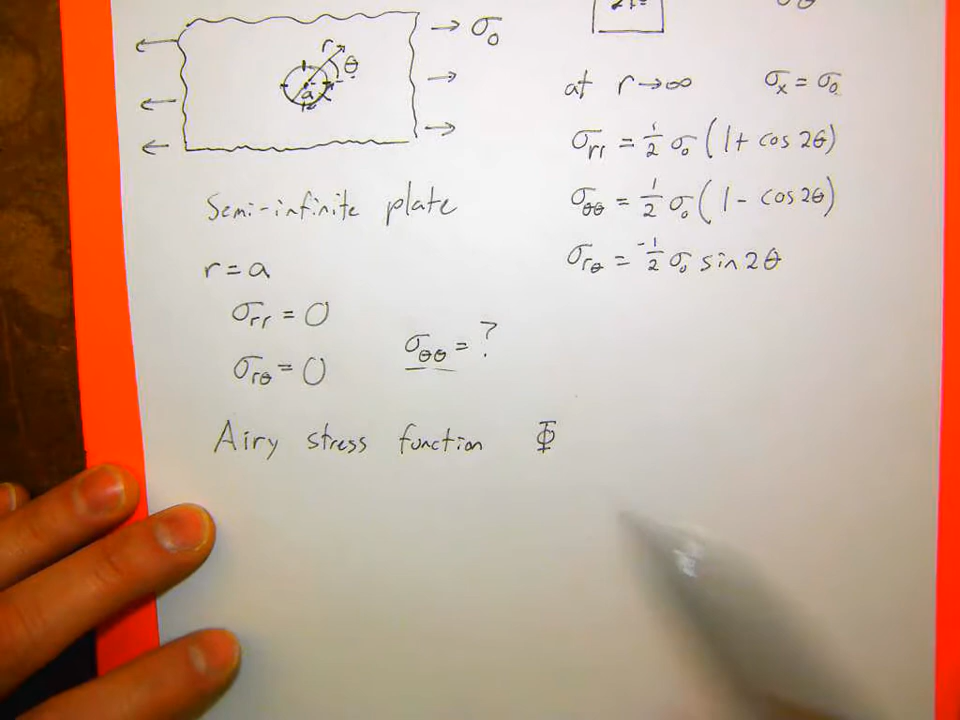 σ₀
r
θ
a
at r→∞ σₓ = σ₀
σrr = 1/2 σ₀ (1 + cos 2θ)
σθθ = 1/2 σ₀ (1 - cos 2θ)
σrθ = -1/2 σ₀ sin 2θ
Semi-infinite plate
r = a
σrr = 0
σrθ = 0 σθθ = ?
Airy stress function Φ